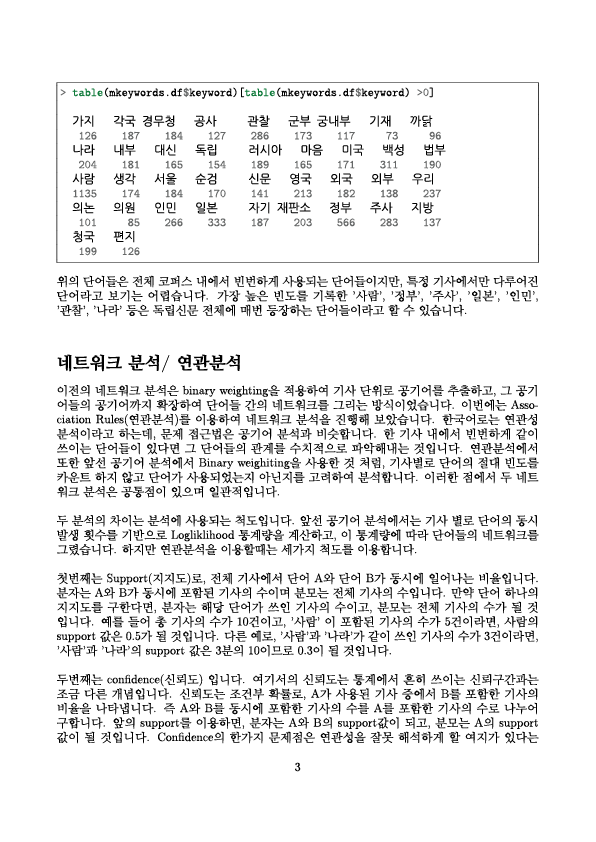 > table(mkeywords.df$keyword)[table(mkeywords.df$keyword) >0]
가지 각국 경무청 공사 관찰 군부 궁내부 기재 까닭
126 187 184 127 286 173 117 73 96
나라 내부 대신 독립 러시아 마음 미국 백성 법부
204 181 165 154 189 165 171 311 190
사람 생각 서울 순검 신문 영국 외국 외부 우리
1135 174 184 170 141 213 182 138 237
의논 의원 인민 일본 자기 재판소 정부 주사 지방
101 85 266 333 187 203 566 283 137
청국 편지
199 126
위의 단어들은 전체 코퍼스 내에서 빈번하게 사용되는 단어들이지만, 특정 기사에서만 다루어진
단어라고 보기는 어렵습니다. 가장 높은 빈도를 기록한 '사람', '정부', '주사', '일본', '인민',
'관찰', '나라' 등은 독립신문 전체에 매번 등장하는 단어들이라고 할 수 있습니다.
네트워크 분석/ 연관분석
이전의 네트워크 분석은 binary weighting을 적용하여 기사 단위로 공기어를 추출하고, 그 공기
어들의 공기어까지 확장하여 단어들 간의 네트워크를 그리는 방식이었습니다. 이번에는 Asso-
ciation Rules(연관분석)를 이용하여 네트워크 분석을 진행해 보았습니다. 한국어로는 연관성
분석이라고 하는데, 문제 접근법은 공기어 분석과 비슷합니다. 한 기사 내에서 빈번하게 같이
쓰이는 단어들이 있다면 그 단어들의 관계를 수치적으로 파악해내는 것입니다. 연관분석에서
또한 앞선 공기어 분석에서 Binary weighiting을 사용한 것 처럼, 기사별로 단어의 절대 빈도를
카운트 하지 않고 단어가 사용되었는지 아닌지를 고려하여 분석합니다. 이러한 점에서 두 네트
워크 분석은 공통점이 있으며 일관적입니다.
두 분석의 차이는 분석에 사용되는 척도입니다. 앞선 공기어 분석에서는 기사 별로 단어의 동시
발생 횟수를 기반으로 Logliklihood 통계량을 계산하고, 이 통계량에 따라 단어들의 네트워크를
그렸습니다. 하지만 연관분석을 이용할때는 세가지 척도를 이용합니다.
첫번째는 Support(지지도)로, 전체 기사에서 단어 A와 단어 B가 동시에 일어나는 비율입니다.
분자는 A와 B가 동시에 포함된 기사의 수이며 분모는 전체 기사의 수입니다. 만약 단어 하나의
지지도를 구한다면, 분자는 해당 단어가 쓰인 기사의 수이고, 분모는 전체 기사의 수가 될 것
입니다. 예를 들어 총 기사의 수가 10건이고, '사람' 이 포함된 기사의 수가 5건이라면, 사람의
support 값은 0.5가 될 것입니다. 다른 예로, '사람'과 '나라'가 같이 쓰인 기사의 수가 3건이라면,
'사람'과 '나라'의 support 값은 3분의 10이므로 0.3이 될 것입니다.
두번째는 confidence(신뢰도) 입니다. 여기서의 신뢰도는 통계에서 흔히 쓰이는 신뢰구간과는
조금 다른 개념입니다. 신뢰도는 조건부 확률로, A가 사용된 기사 중에서 B를 포함한 기사의
비율을 나타냅니다. 즉 A와 B를 동시에 포함한 기사의 수를 A를 포함한 기사의 수로 나누어
구합니다. 앞의 support를 이용하면, 분자는 A와 B의 support값이 되고, 분모는 A의 support
값이 될 것입니다. Confidence의 한가지 문제점은 연관성을 잘못 해석하게 할 여지가 있다는
3